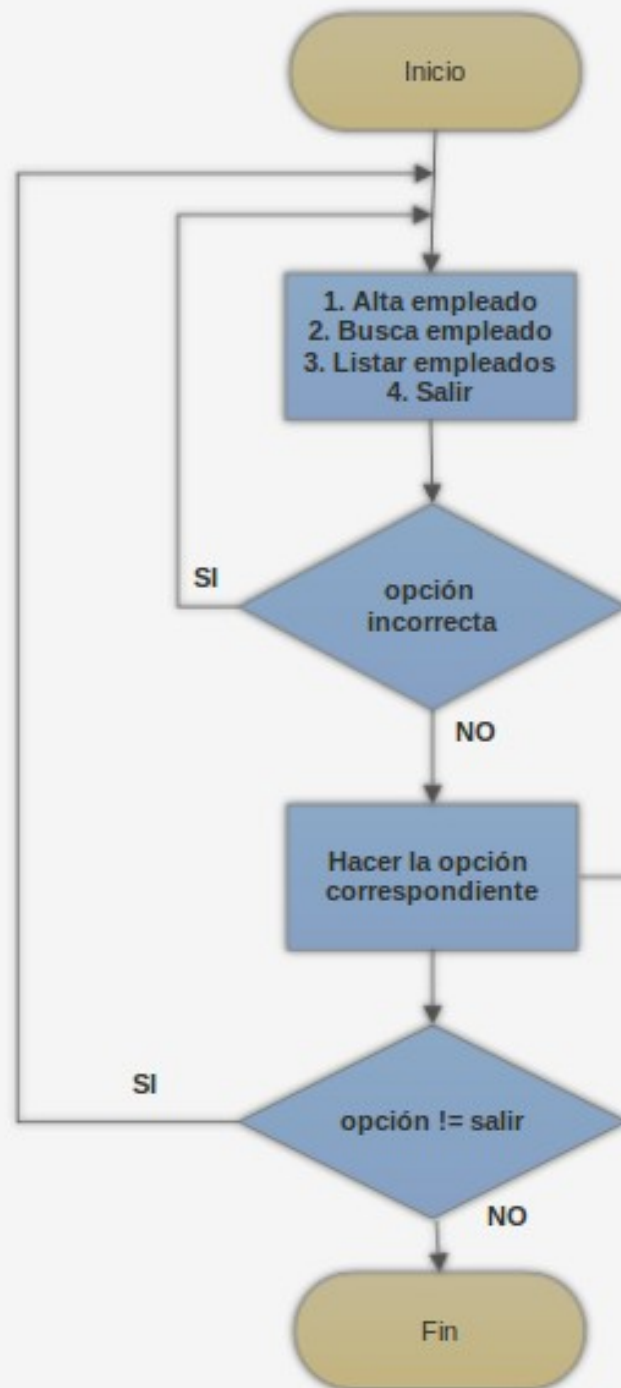 Inicio
1. Alta empleado
2. Busca empleado
3. Listar empleados
4. Salir
SI
opción
incorrecta
NO
Hacer la opción
correspondiente
SI
opción != salir
NO
Fin